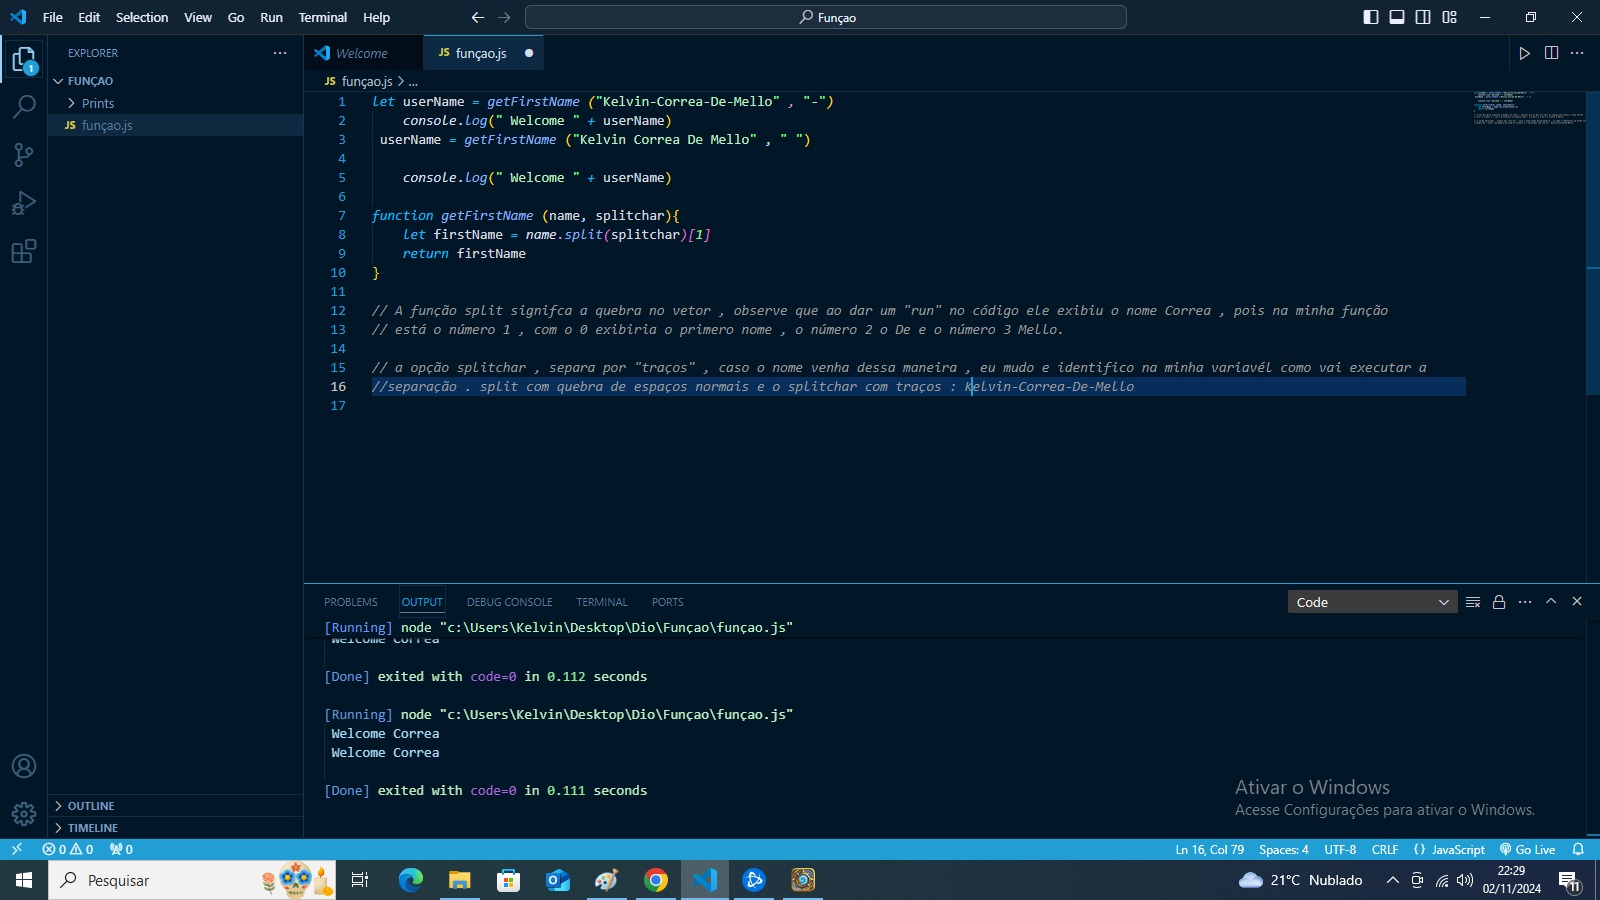 File Edit Selection View Go Run Terminal Help
Funçao
EXPLORER
FUNÇAO
Prints
JS funçao.js
Welcome
JS funçao.js
JS funçao.js > ...
1 let userName = getFirstName ("Kelvin-Correa-De-Mello" , "-")
2 console.log(" Welcome " + userName)
3 userName = getFirstName ("Kelvin Correa De Mello" , " ")
4
5 console.log(" Welcome " + userName)
6
7 function getFirstName (name, splitchar){
8 let firstName = name.split(splitchar)[1]
9 return firstName
10 }
11
12 // A função split signifca a quebra no vetor , observe que ao dar um "run" no código ele exibiu o nome Correa , pois na minha função
13 // está o número 1 , com o 0 exibiria o primero nome , o número 2 o De e o número 3 Mello.
14
15 // a opção splitchar , separa por "traços" , caso o nome venha dessa maneira , eu mudo e identifico na minha variavél como vai executar a
16 //separação . split com quebra de espaços normais e o splitchar com traços : Kelvin-Correa-De-Mello
17
PROBLEMS OUTPUT DEBUG CONSOLE TERMINAL PORTS
Code
[Running] node "c:\Users\Kelvin\Desktop\Dio\Funçao\funçao.js"
Welcome Correa
[Done] exited with code=0 in 0.112 seconds
[Running] node "c:\Users\Kelvin\Desktop\Dio\Funçao\funçao.js"
Welcome Correa
Welcome Correa
[Done] exited with code=0 in 0.111 seconds
Ativar o Windows
Acesse Configurações para ativar o Windows.
OUTLINE
TIMELINE
0 0 0
Ln 16, Col 79 Spaces: 4 UTF-8 CRLF {} JavaScript Go Live
Pesquisar
21°C Nublado
22:29
02/11/2024
11
1